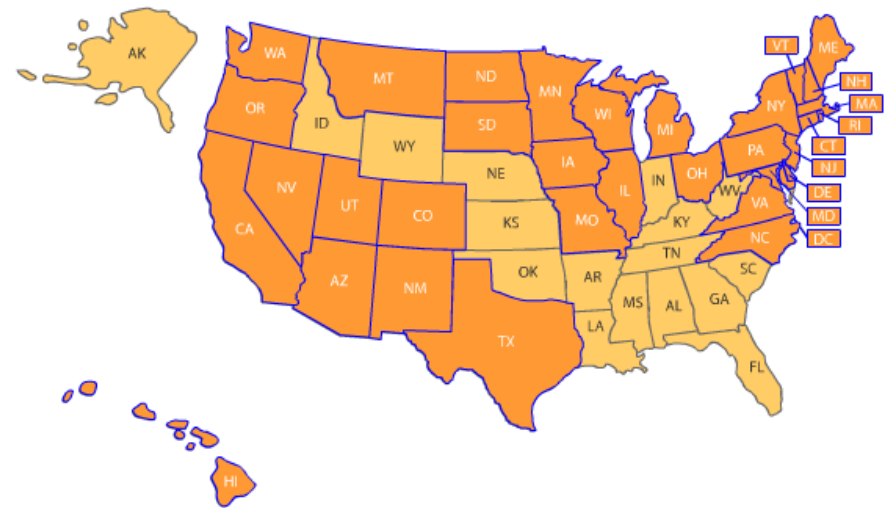 AK
WA
MT
ND
MN
VT
ME
NH
MA
RI
CT
NJ
DE
MD
DC
OR
ID
WY
SD
WI
MI
NY
PA
NE
IA
IL
IN
OH
WV
VA
CA
NV
UT
CO
KS
MO
KY
NC
AZ
NM
OK
AR
TN
SC
TX
LA
MS
AL
GA
FL
HI